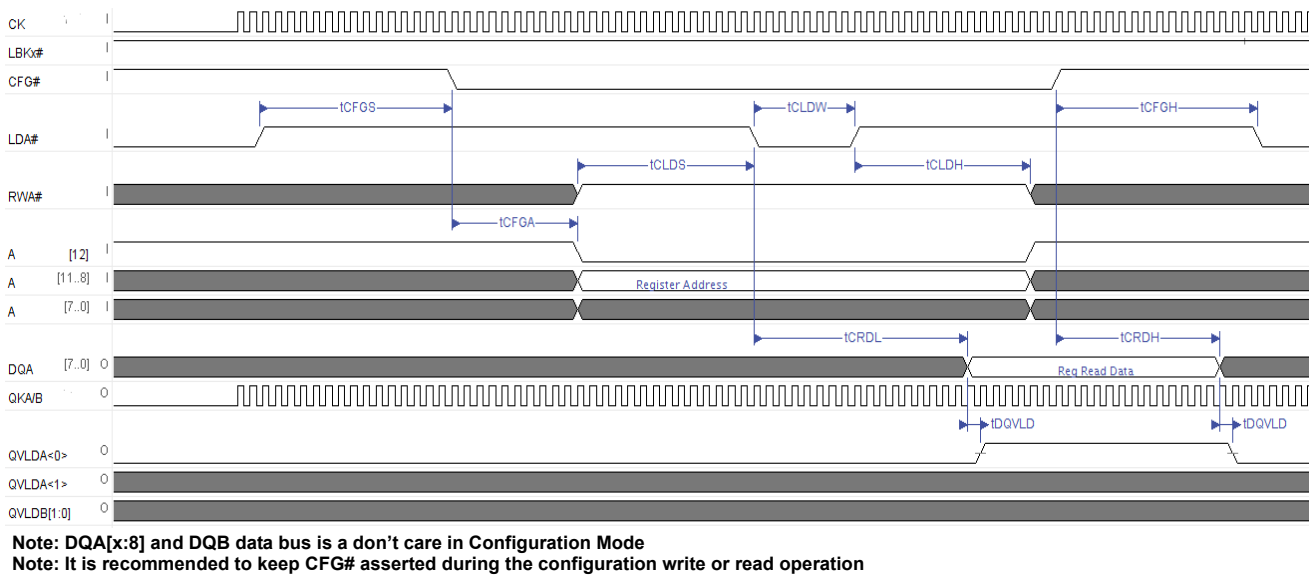 CK I
LBKx# I
CFG# I
tCFGS tCLDW tCFGH
LDA# I
tCLDS tCLDH
RWA# I
tCFGA
A [12] I
A [11..8] I Register Address
A [7..0] I
tCRDL tCRDH
DQA [7..0] O Reg Read Data
QKA/B O
tDQVLD tDQVLD
QVLDA<0> O
QVLDA<1> O
QVLDB[1:0] O
Note: DQA[x:8] and DQB data bus is a don't care in Configuration Mode
Note: It is recommended to keep CFG# asserted during the configuration write or read operation